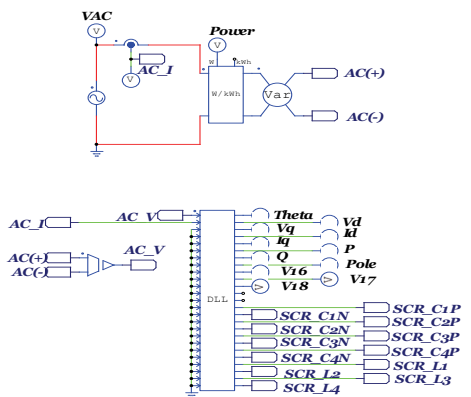 VAC
V
Power
V
AC_I
V
W
kWh
W/kWh
Var
AC(+)
AC(-)
AC_I
AC_V
AC(+)
AC(-)
AC_V
DLL
Theta
Vd
Vq
Id
Iq
P
Q
Pole
V16
V
V17
V
V18
SCR_C1P
SCR_C1N
SCR_C2P
SCR_C2N
SCR_C3P
SCR_C3N
SCR_C4P
SCR_C4N
SCR_L1
SCR_L2
SCR_L3
SCR_L4